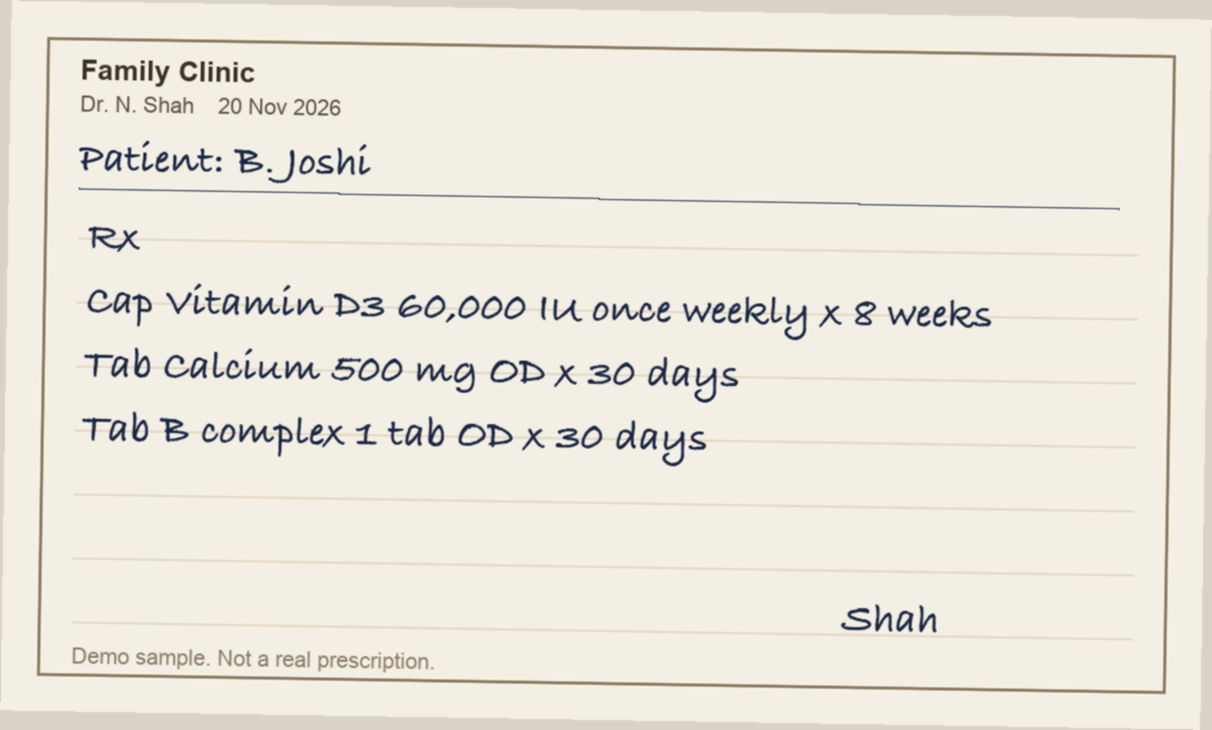 Family Clinic
Dr. N. Shah 20 Nov 2026
Patient: B. Joshi
Rx
Cap Vitamin D3 60,000 IU once weekly x 8 weeks
Tab Calcium 500 mg OD x 30 days
Tab B complex 1 tab OD x 30 days
Shah
Demo sample. Not a real prescription.